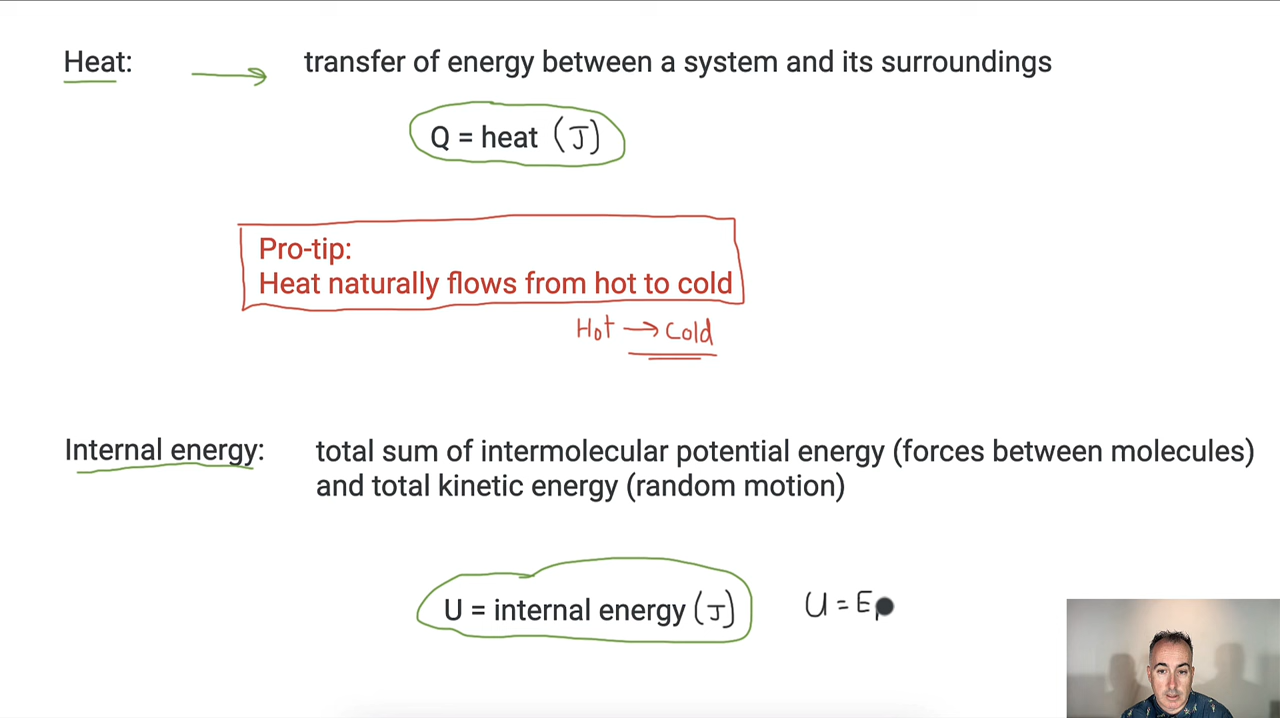 Heat: transfer of energy between a system and its surroundings
Q = heat (J)
Pro-tip:
Heat naturally flows from hot to cold
Hot → Cold
Internal energy: total sum of intermolecular potential energy (forces between molecules)
and total kinetic energy (random motion)
U = internal energy (J) U = Ep